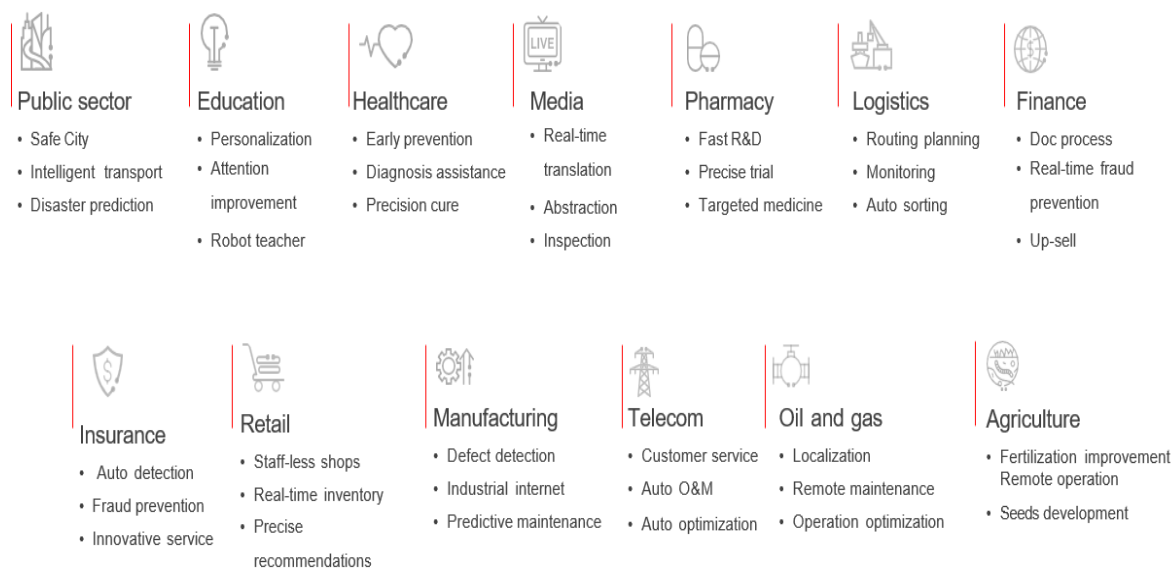 LIVE
Public sector
• Safe City
• Intelligent transport
• Disaster prediction
Education
• Personalization
• Attention
improvement
• Robot teacher
Healthcare
• Early prevention
• Diagnosis assistance
• Precision cure
Media
• Real-time
translation
• Abstraction
• Inspection
Pharmacy
• Fast R&D
• Precise trial
• Targeted medicine
Logistics
• Routing planning
• Monitoring
• Auto sorting
Finance
• Doc process
• Real-time fraud
prevention
• Up-sell
Insurance
• Auto detection
• Fraud prevention
• Innovative service
Retail
• Staff-less shops
• Real-time inventory
• Precise
recommendations
Manufacturing
• Defect detection
• Industrial internet
• Predictive maintenance
Telecom
• Customer service
• Auto O&M
• Auto optimization
Oil and gas
• Localization
• Remote maintenance
• Operation optimization
Agriculture
• Fertilization improvement
Remote operation
• Seeds development